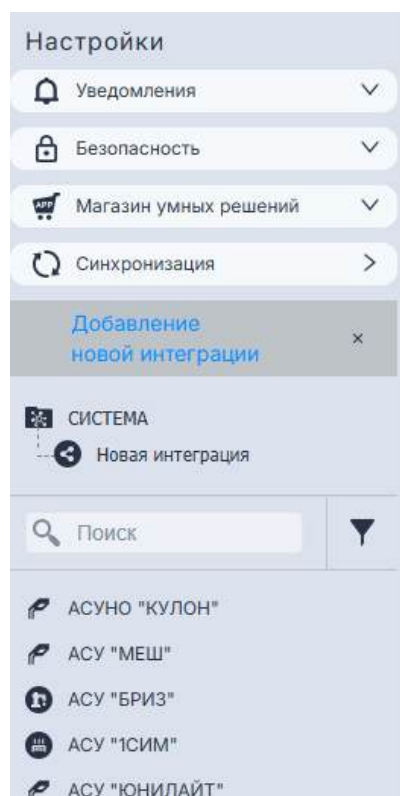 Настройки
Уведомления
Безопасность
APP
Магазин умных решений
Синхронизация
Добавление
новой интеграции
×
СИСТЕМА
Новая интеграция
Поиск
АСУНО "КУЛОН"
АСУ "МЕШ"
АСУ "БРИЗ"
АСУ "1СИМ"
АСУ "ЮНИЛАЙТ"